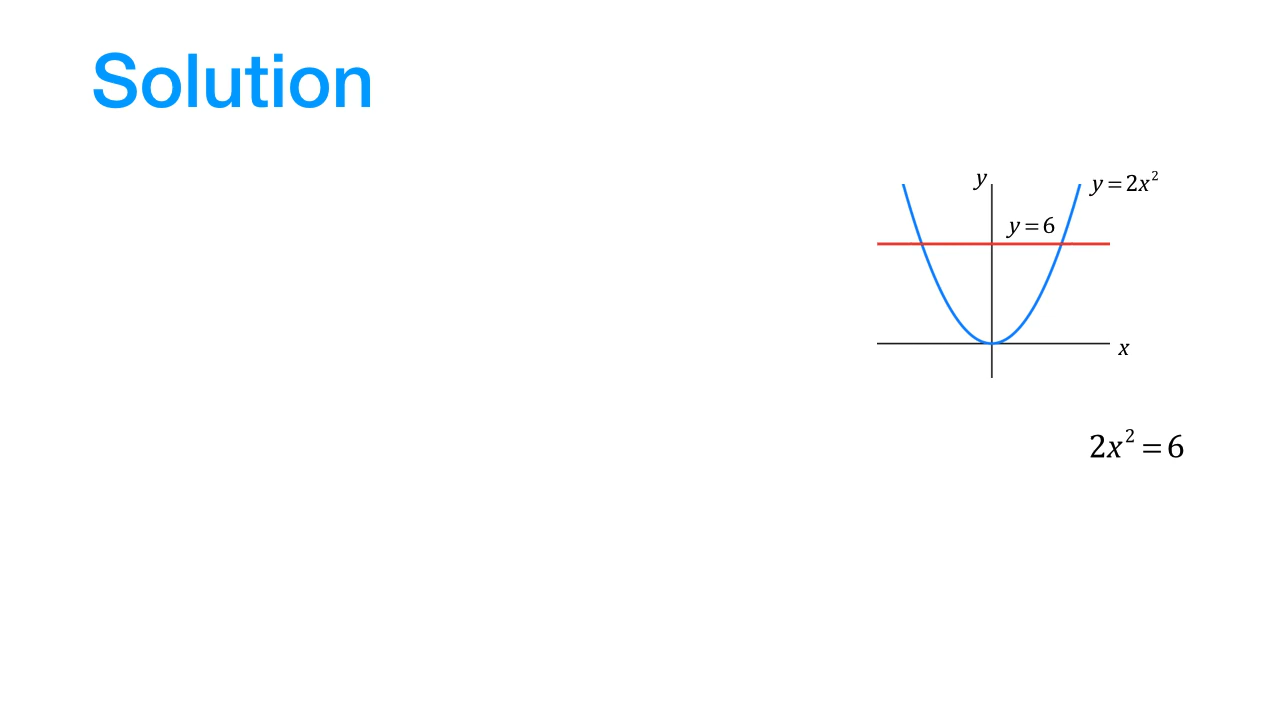 Solution
y
y = 2x²
y = 6
x
2x² = 6